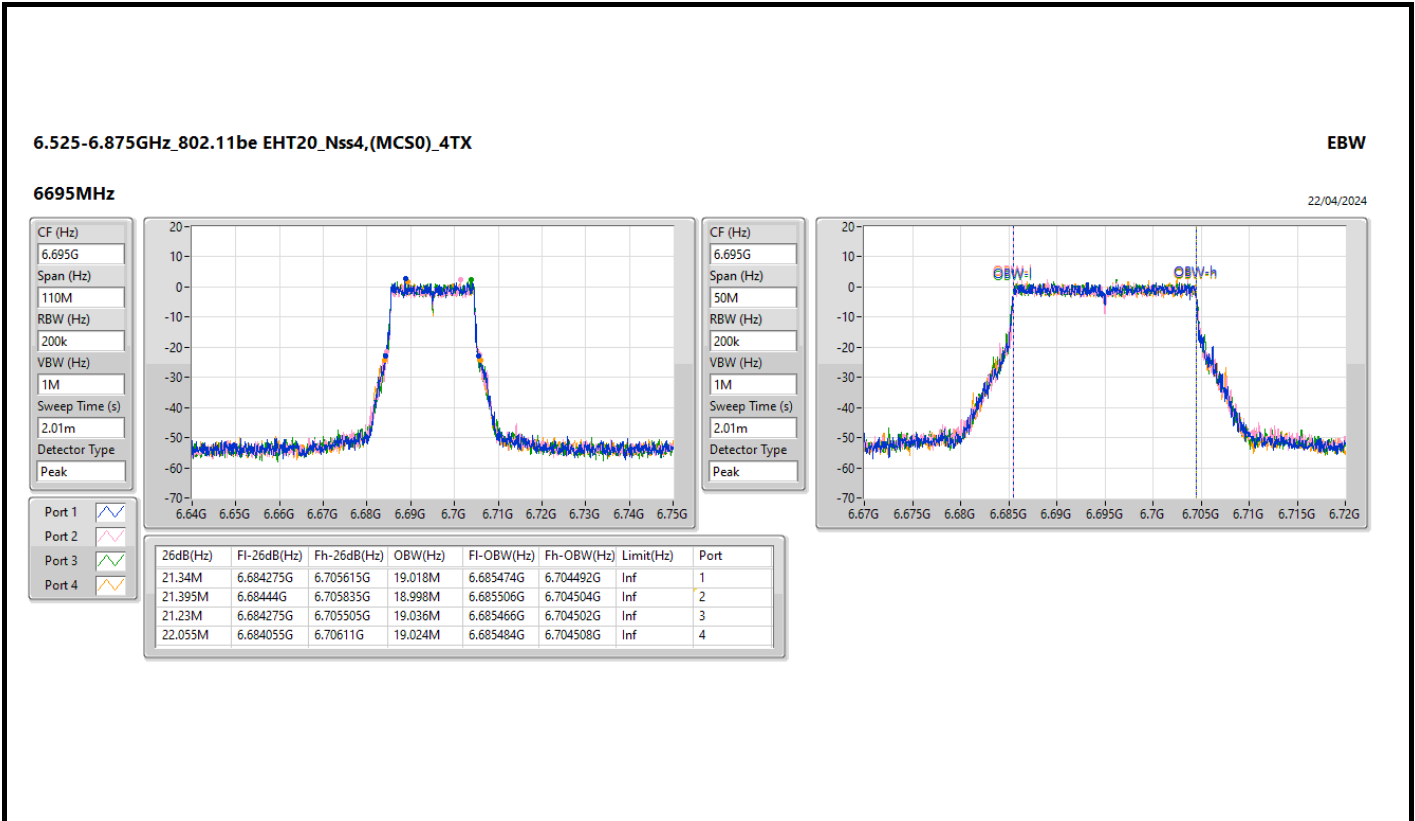 6.525-6.875GHz_802.11be EHT20_Nss4,(MCS0)_4TX EBW
6695MHz
22/04/2024
CF (Hz)
6.695G
Span (Hz)
110M
RBW (Hz)
200k
VBW (Hz)
1M
Sweep Time (s)
2.01m
Detector Type
Peak
20
10
0
-10
-20
-30
-40
-50
-60
-70
6.64G 6.65G 6.66G 6.67G 6.68G 6.69G 6.7G 6.71G 6.72G 6.73G 6.74G 6.75G
CF (Hz)
6.695G
Span (Hz)
50M
RBW (Hz)
200k
VBW (Hz)
1M
Sweep Time (s)
2.01m
Detector Type
Peak
20
10
0
-10
-20
-30
-40
-50
-60
-70
OBW-l OBW-h
6.67G 6.675G 6.68G 6.685G 6.69G 6.695G 6.7G 6.705G 6.71G 6.715G 6.72G
Port 1
Port 2
Port 3
Port 4
26dB(Hz) Fl-26dB(Hz) Fh-26dB(Hz) OBW(Hz) Fl-OBW(Hz) Fh-OBW(Hz) Limit(Hz) Port
21.34M 6.684275G 6.705615G 19.018M 6.685474G 6.704492G Inf 1
21.395M 6.68444G 6.705835G 18.998M 6.685506G 6.704504G Inf 2
21.23M 6.684275G 6.705505G 19.036M 6.685466G 6.704502G Inf 3
22.055M 6.684055G 6.70611G 19.024M 6.685484G 6.704508G Inf 4